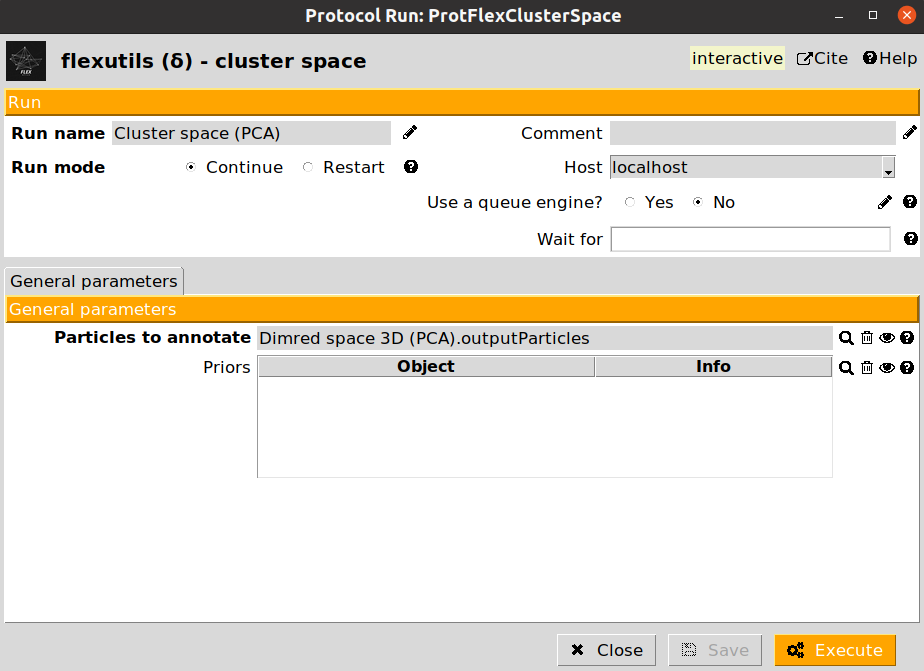 Protocol Run: ProtFlexClusterSpace
FLEX
flexutils (δ) - cluster space
interactive Cite Help
Run
Run name Cluster space (PCA) Comment
Run mode Continue Restart Host localhost
Use a queue engine? Yes No
Wait for
General parameters
General parameters
Particles to annotate Dimred space 3D (PCA).outputParticles
Priors Object Info
Close Save Execute